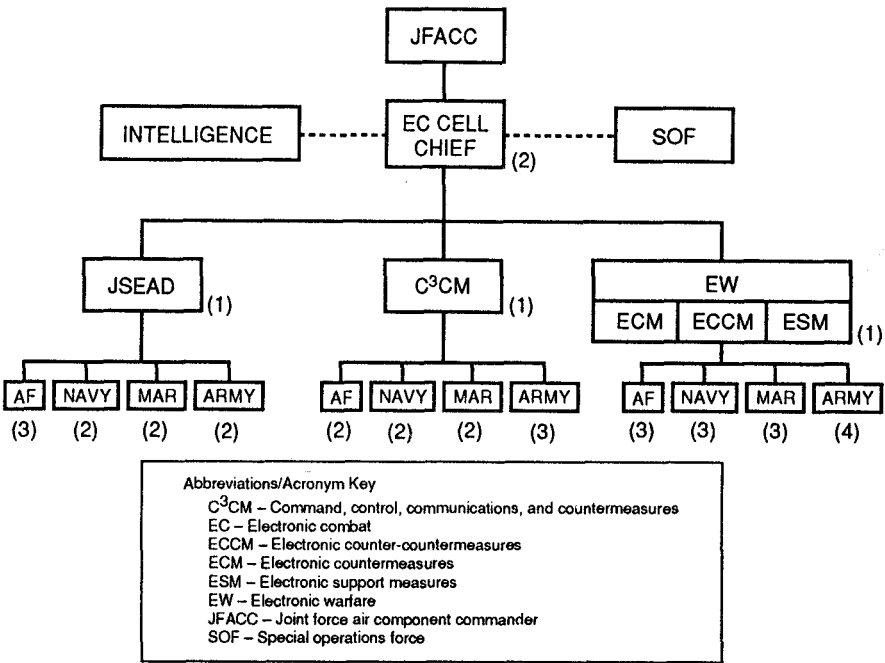 JFACC
INTELLIGENCE
EC CELL
CHIEF
(2)
SOF
JSEAD
(1)
C³CM
(1)
EW
ECM ECCM ESM
(1)
AF NAVY MAR ARMY
(3) (2) (2) (2)
AF NAVY MAR ARMY
(2) (2) (2) (3)
AF NAVY MAR ARMY
(3) (3) (3) (4)
Abbreviations/Acronym Key
C³CM – Command, control, communications, and countermeasures
EC – Electronic combat
ECCM – Electronic counter-countermeasures
ECM – Electronic countermeasures
ESM – Electronic support measures
EW – Electronic warfare
JFACC – Joint force air component commander
SOF – Special operations force